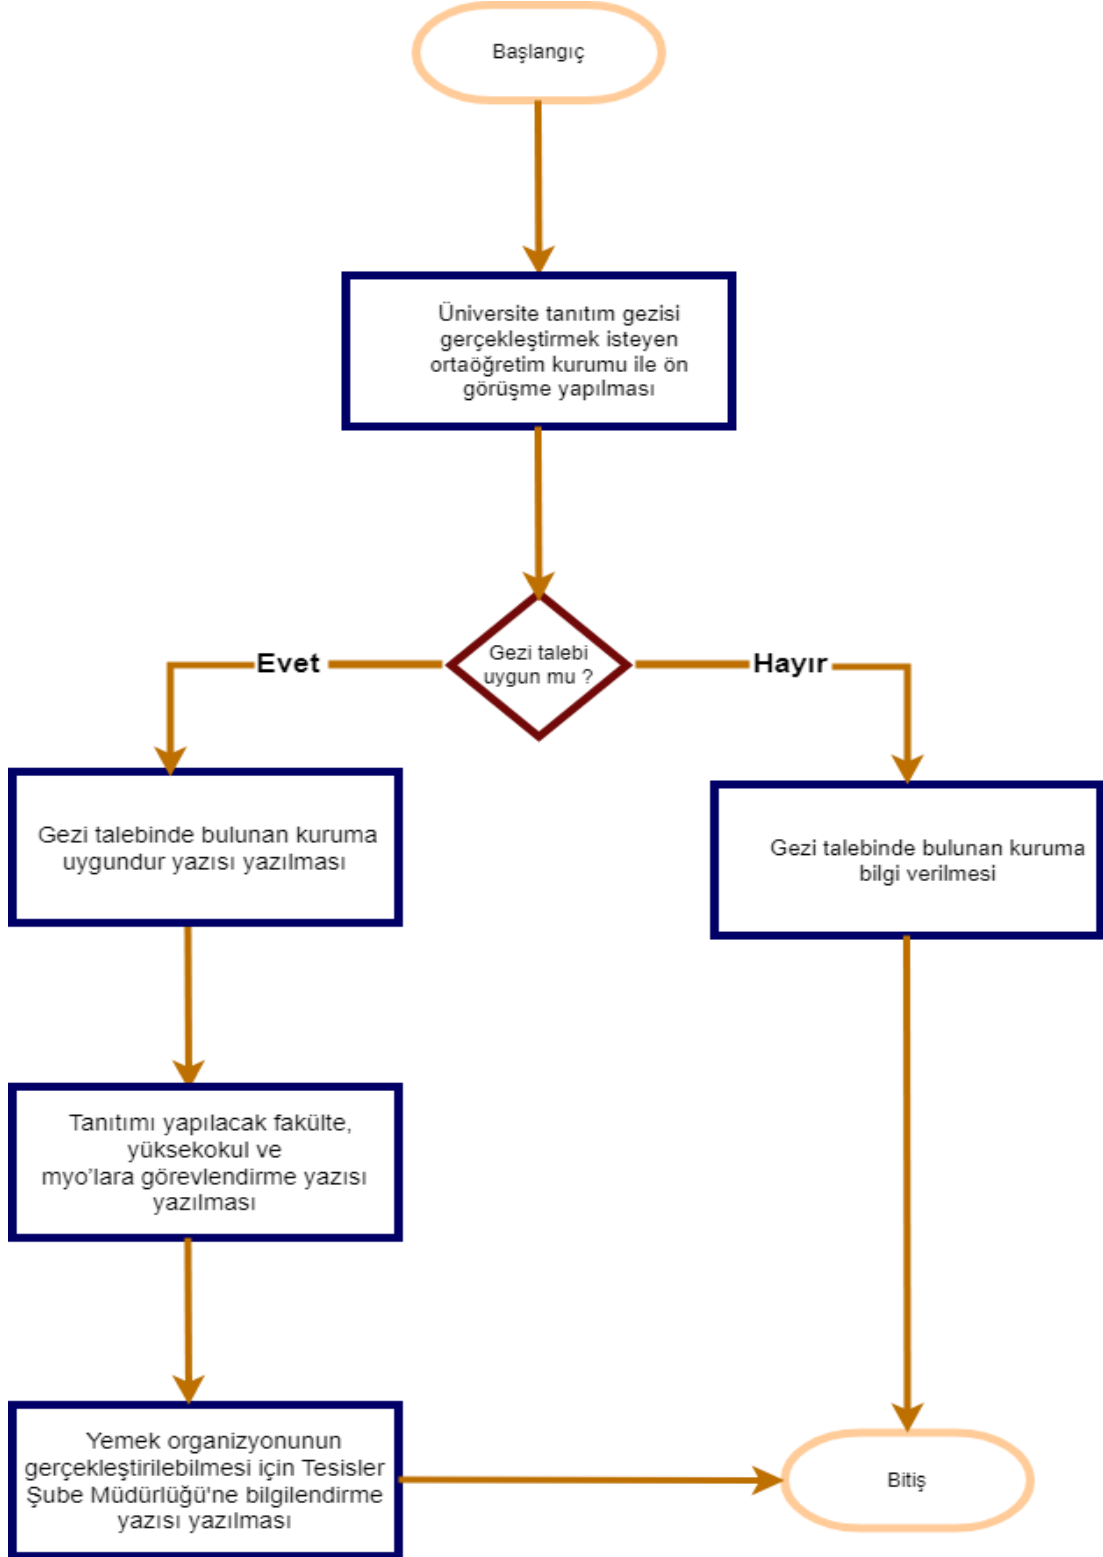 Başlangıç
Üniversite tanıtım gezisi
gerçekleştirmek isteyen
ortaöğretim kurumu ile ön
görüşme yapılması
Gezi talebi
uygun mu ?
Evet
Hayır
Gezi talebinde bulunan kuruma
uygundur yazısı yazılması
Gezi talebinde bulunan kuruma
bilgi verilmesi
Tanıtımı yapılacak fakülte,
yüksekokul ve
myo'lara görevlendirme yazısı
yazılması
Yemek organizyonunun
gerçekleştirilebilmesi için Tesisler
Şube Müdürlüğü'ne bilgilendirme
yazısı yazılması
Bitiş